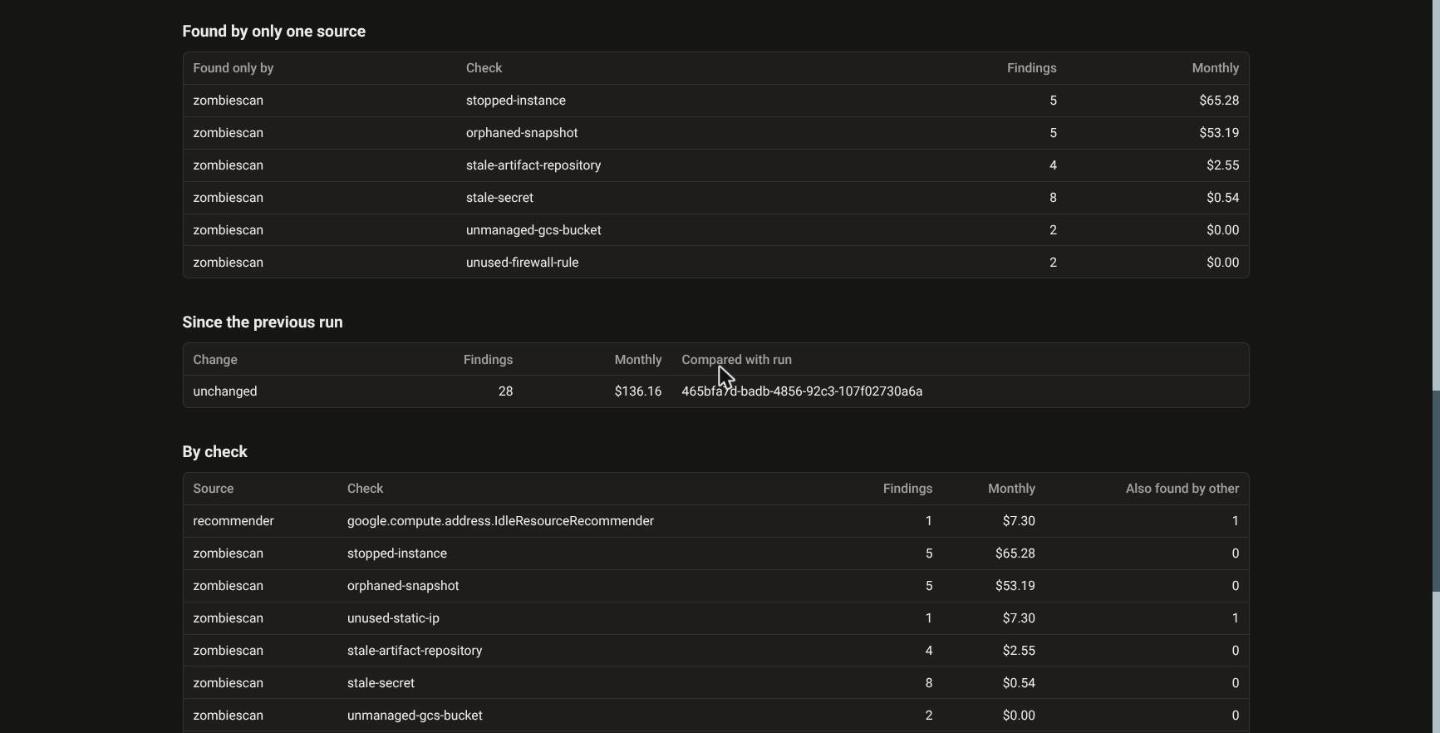 Found by only one source
Found only by Check Findings Monthly
zombiescan stopped-instance 5 $65.28
zombiescan orphaned-snapshot 5 $53.19
zombiescan stale-artifact-repository 4 $2.55
zombiescan stale-secret 8 $0.54
zombiescan unmanaged-gcs-bucket 2 $0.00
zombiescan unused-firewall-rule 2 $0.00
Since the previous run
Change Findings Monthly Compared with run
unchanged 28 $136.16 465bfa7d-badb-4856-92c3-107f02730a6a
By check
Source Check Findings Monthly Also found by other
recommender google.compute.address.IdleResourceRecommender 1 $7.30 1
zombiescan stopped-instance 5 $65.28 0
zombiescan orphaned-snapshot 5 $53.19 0
zombiescan unused-static-ip 1 $7.30 1
zombiescan stale-artifact-repository 4 $2.55 0
zombiescan stale-secret 8 $0.54 0
zombiescan unmanaged-gcs-bucket 2 $0.00 0